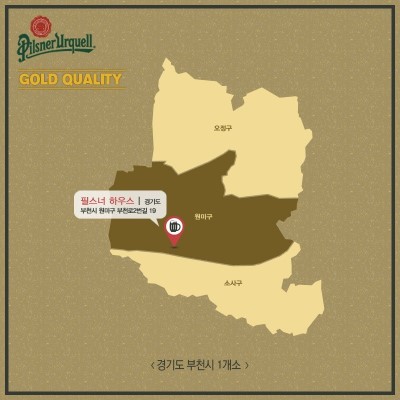 Pilsner Urquell
GOLD QUALITY
오정구
필스너 하우스 | 경기도
부천시 원미구 부천로2번길 19
원미구
소사구
< 경기도 부천시 1개소 >